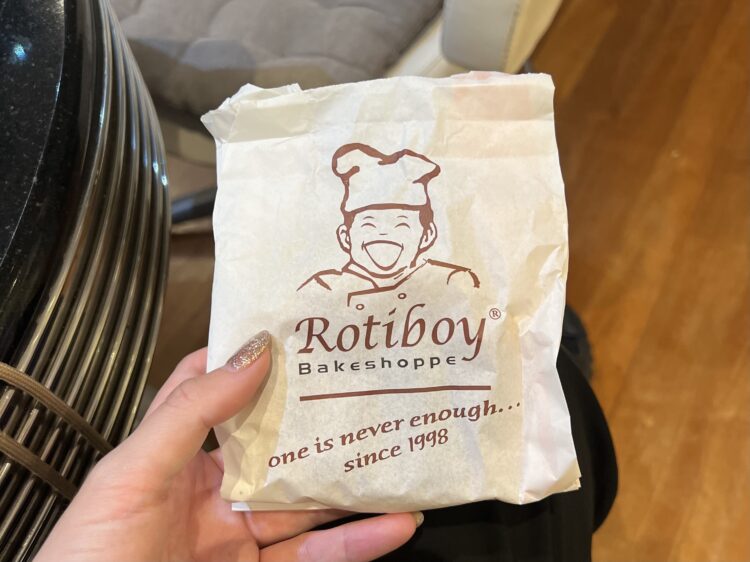 Rotiboy®
Bakeshoppe
one is never enough...
since 1998